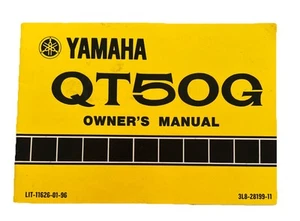 YAMAHA
QT50G
OWNER'S MANUAL
LIT-11626-01-96 3L8-28199-11